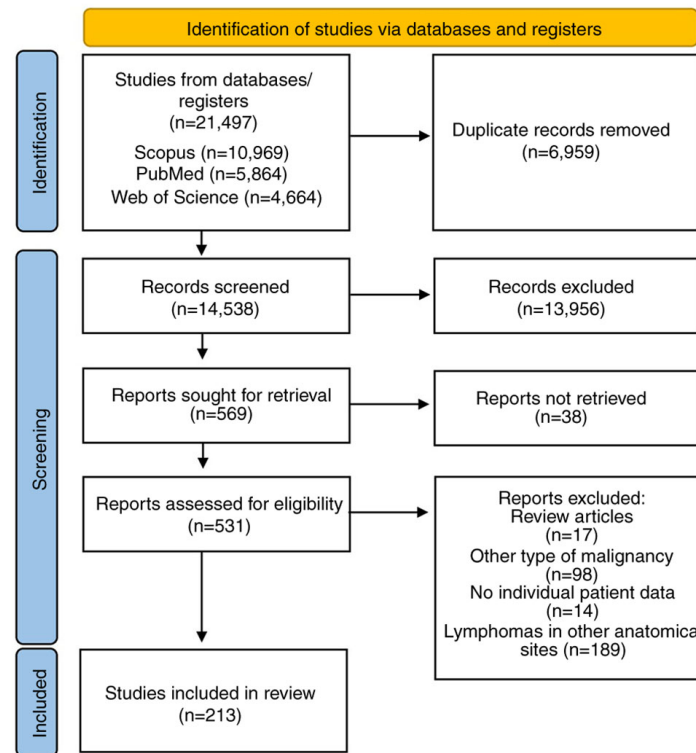 Identification of studies via databases and registers
Identification
Studies from databases/
registers
(n=21,497)
Scopus (n=10,969)
PubMed (n=5,864)
Web of Science (n=4,664)
Duplicate records removed
(n=6,959)
Screening
Records screened
(n=14,538)
Records excluded
(n=13,956)
Reports sought for retrieval
(n=569)
Reports not retrieved
(n=38)
Reports assessed for eligibility
(n=531)
Reports excluded:
Review articles
(n=17)
Other type of malignancy
(n=98)
No individual patient data
(n=14)
Lymphomas in other anatomica
sites (n=189)
Included
Studies included in review
(n=213)